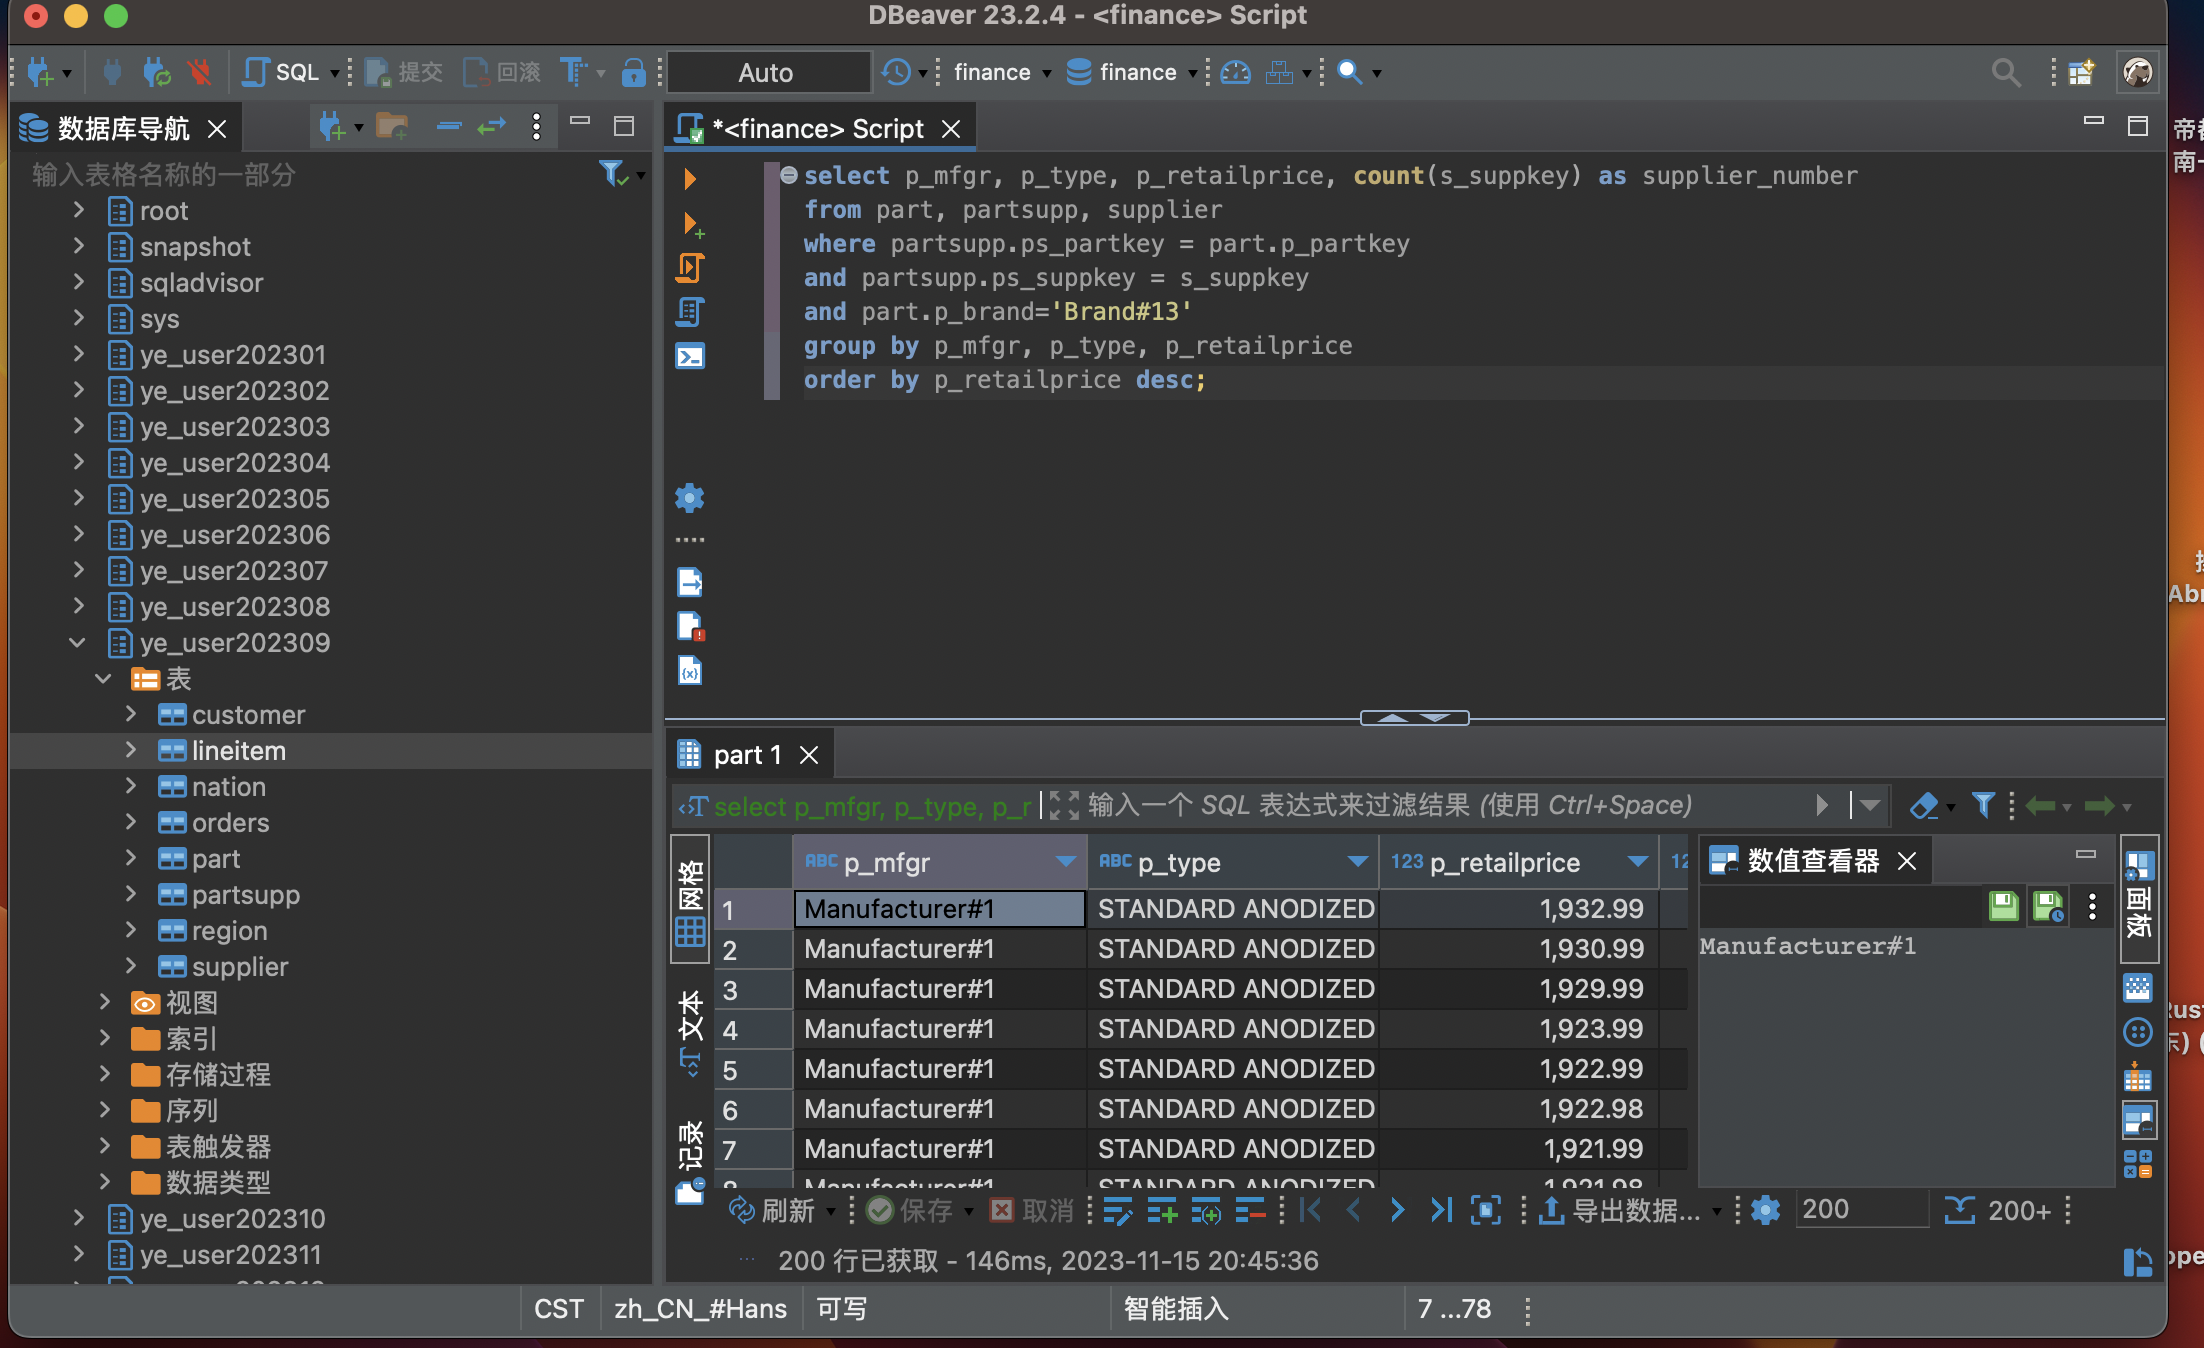 DBeaver 23.2.4 - <finance> Script
SQL
提交
回滚
Auto
finance
finance
数据库导航
输入表格名称的一部分
root
snapshot
sqladvisor
sys
ye_user202301
ye_user202302
ye_user202303
ye_user202304
ye_user202305
ye_user202306
ye_user202307
ye_user202308
ye_user202309
表
customer
lineitem
nation
orders
part
partsupp
region
supplier
视图
索引
存储过程
序列
表触发器
数据类型
ye_user202310
ye_user202311
*<finance> Script
select p_mfgr, p_type, p_retailprice, count(s_suppkey) as supplier_number
from part, partsupp, supplier
where partsupp.ps_partkey = part.p_partkey
and partsupp.ps_suppkey = s_suppkey
and part.p_brand='Brand#13'
group by p_mfgr, p_type, p_retailprice
order by p_retailprice desc;
part 1
select p_mfgr, p_type, p_r
输入一个 SQL 表达式来过滤结果 (使用 Ctrl+Space)
网格
文本
记录
ABC p_mfgr ABC p_type 123 p_retailprice 12
1 Manufacturer#1 STANDARD ANODIZED 1,932.99
2 Manufacturer#1 STANDARD ANODIZED 1,930.99
3 Manufacturer#1 STANDARD ANODIZED 1,929.99
4 Manufacturer#1 STANDARD ANODIZED 1,923.99
5 Manufacturer#1 STANDARD ANODIZED 1,922.99
6 Manufacturer#1 STANDARD ANODIZED 1,922.98
7 Manufacturer#1 STANDARD ANODIZED 1,921.99
8 Manufacturer#1 STANDARD ANODIZED 1,921.98
数值查看器
Manufacturer#1
面板
刷新
保存
取消
导出数据...
200
200+
200 行已获取 - 146ms, 2023-11-15 20:45:36
CST
zh_CN_#Hans
可写
智能插入
7 ...78